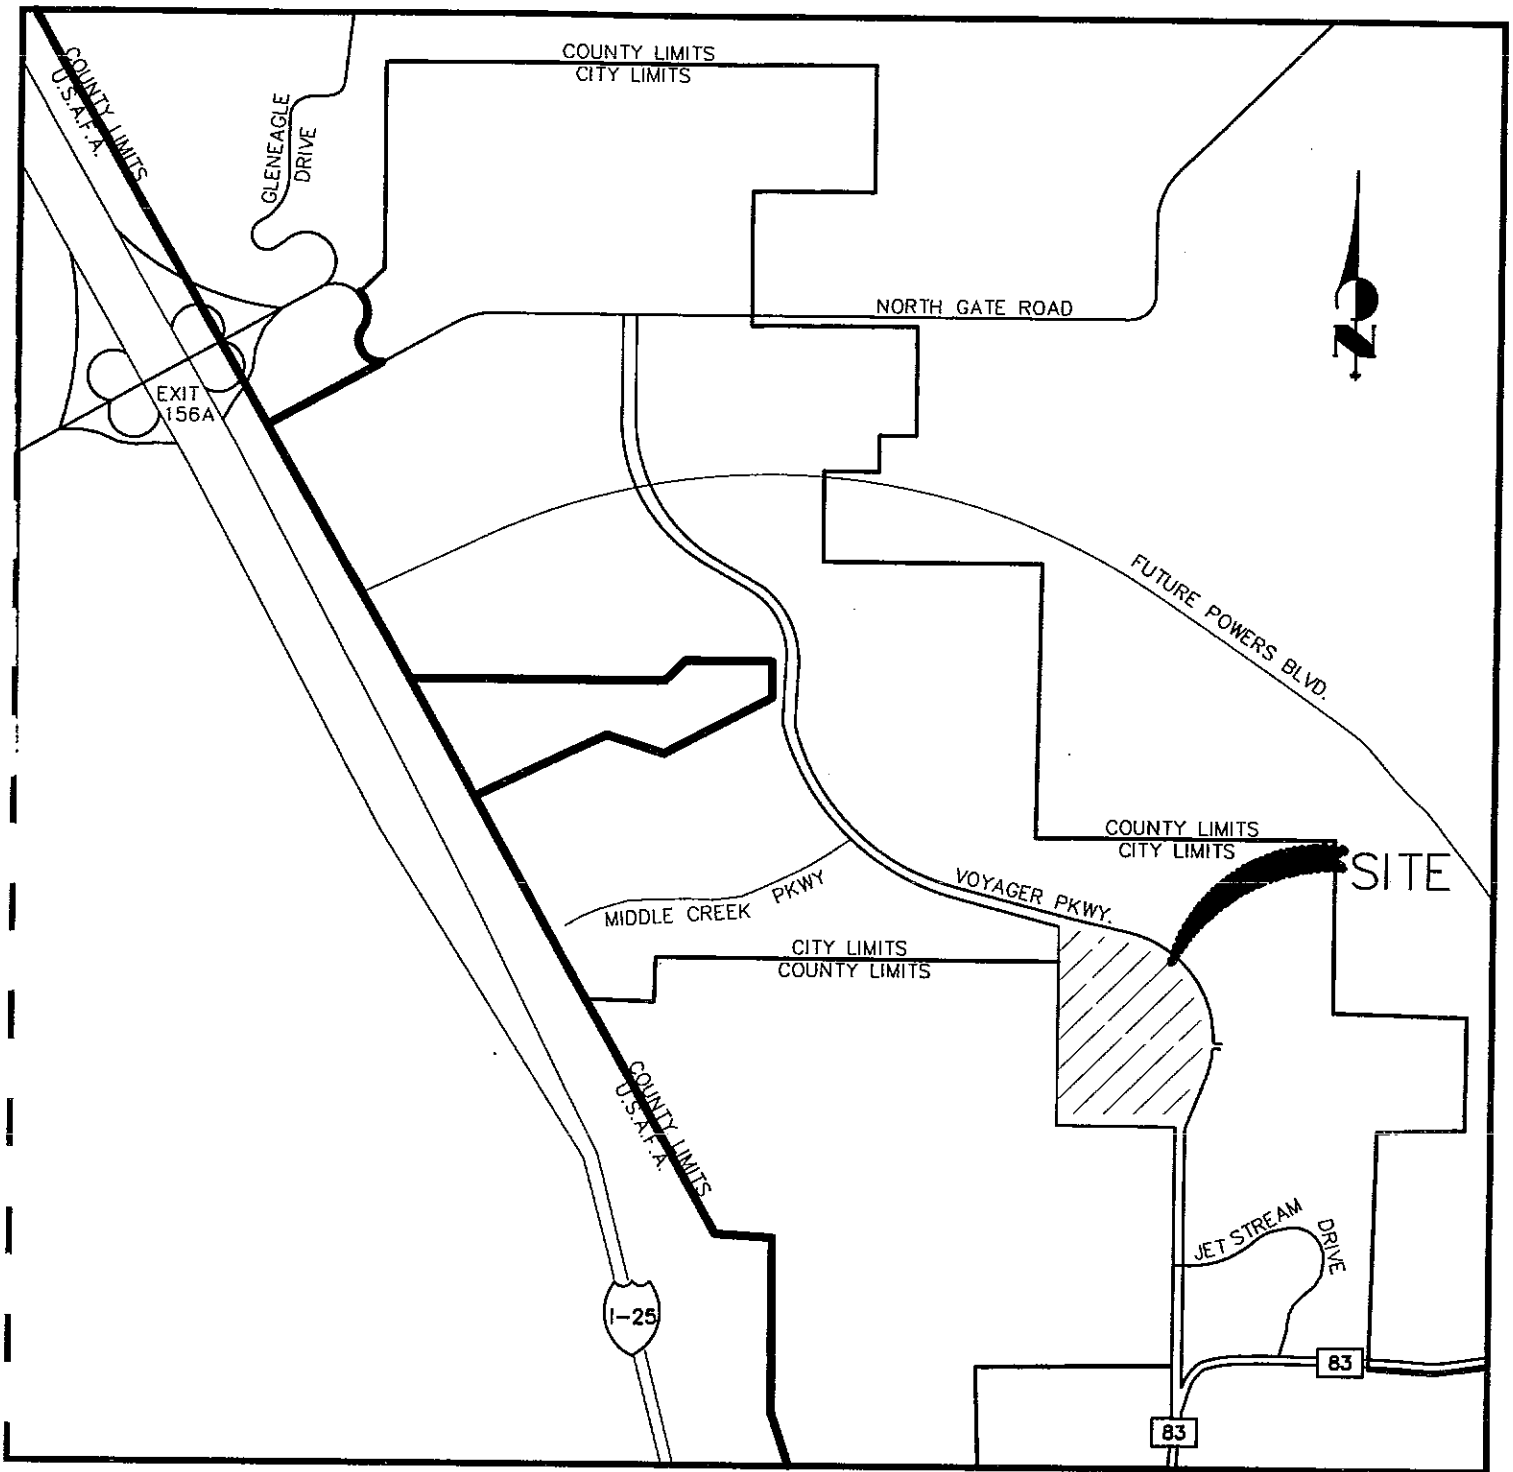 COUNTY LIMITS
CITY LIMITS
COUNTY LIMITS
U.S.A.F.A.
GLENEAGLE
DRIVE
NORTH GATE ROAD
N
EXIT
156A
FUTURE POWERS BLVD.
COUNTY LIMITS
CITY LIMITS
SITE
VOYAGER PKWY.
MIDDLE CREEK PKWY
CITY LIMITS
COUNTY LIMITS
COUNTY LIMITS
U.S.A.F.A.
JET STREAM DRIVE
I-25
83
83